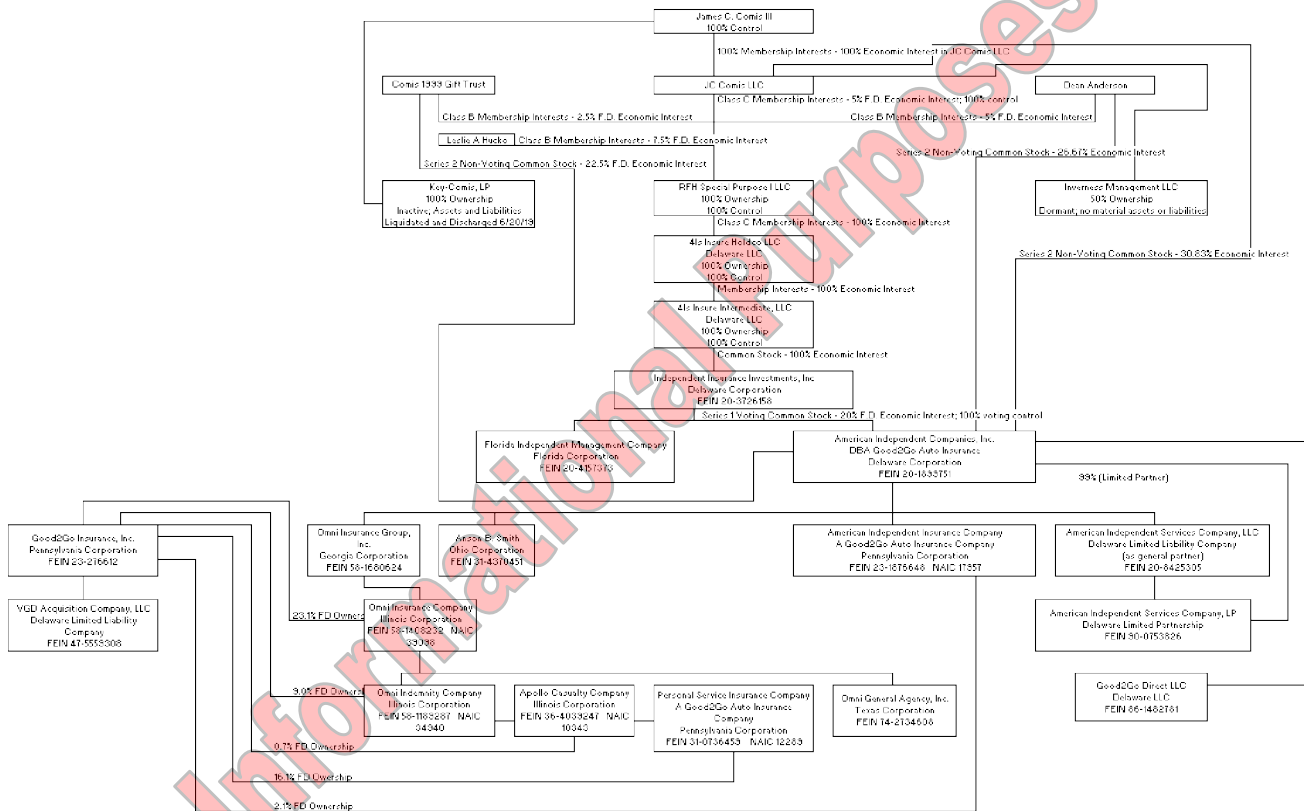 James C. Comis III
100% Control
100% Membership Interests - 100% Economic Interest in JC Comis LLC
Comis 1999 Gift Trust
JC Comis LLC
Dean Anderson
Class C Membership Interests - 5% F.D. Economic Interest; 100% control
Class B Membership Interests - 2.5% F.D. Economic Interest
Class B Membership Interests - 5% F.D. Economic Interest
Leslie A Hucko
Class B Membership Interests - 7.5% F.D. Economic Interest
Series 2 Non-Voting Common Stock - 26.67% Economic Interest
Series 2 Non-Voting Common Stock - 22.5% F.D. Economic Interest
Key-Comis, LP
100% Ownership
Inactive; Assets and Liabilities
Liquidated and Discharged 6/20/19
RFH Special Purpose I LLC
100% Ownership
100% Control
Inverness Management LLC
50% Ownership
Dormant; no material assets or liabilities
Class C Membership Interests - 100% Economic Interest
4Is Insure Holdco LLC
Delaware LLC
100% Ownership
100% Control
Series 2 Non-Voting Common Stock - 30.83% Economic Interest
Membership Interests - 100% Economic Interest
4Is Insure Intermediate, LLC
Delaware LLC
100% Ownership
100% Control
Common Stock - 100% Economic Interest
Independent Insurance Investments, Inc
Delaware Corporation
FEIN 20-3726158
Series 1 Voting Common Stock - 20% F.D. Economic Interest; 100% voting control
Florida Independent Management Company
Florida Corporation
FEIN 20-4157373
American Independent Companies, Inc.
DBA Good2Go Auto Insurance
Delaware Corporation
FEIN 20-1893751
99% (Limited Partner)
Good2Go Insurance, Inc.
Pennsylvania Corporation
FEIN 23-276612
Omni Insurance Group,
Inc.
Georgia Corporation
FEIN 58-1680624
Anson B. Smith
Ohio Corporation
FEIN 31-4370451
American Independent Insurance Company
A Good2Go Auto Insurance Company
Pennsylvania Corporation
FEIN 23-1876648 NAIC 17957
American Independent Services Company, LLC
Delaware Limited Liability Company
(as general partner)
FEIN 20-8425305
VGD Acquisition Company, LLC
Delaware Limited Liability
Company
FEIN 47-5559308
23.1% FD Owners
Omni Insurance Company
Illinois Corporation
FEIN 58-1408232 NAIC
39098
American Independent Services Company, LP
Delaware Limited Partnership
FEIN 90-0753826
9.0% FD Owners
Omni Indemnity Company
Illinois Corporation
FEIN 58-1189287 NAIC
34940
Apollo Casualty Company
Illinois Corporation
FEIN 36-4039247 NAIC
10343
Personal Service Insurance Company
A Good2Go Auto Insurance
Company
Pennsylvania Corporation
FEIN 31-0736459 NAIC 12289
Omni General Agency, Inc.
Texas Corporation
FEIN 74-2734608
Good2Go Direct LLC
Delaware LLC
FEIN 86-1482781
0.7% FD Ownership
16.1% FD Owership
2.1% FD Ownership
Informational Purposes